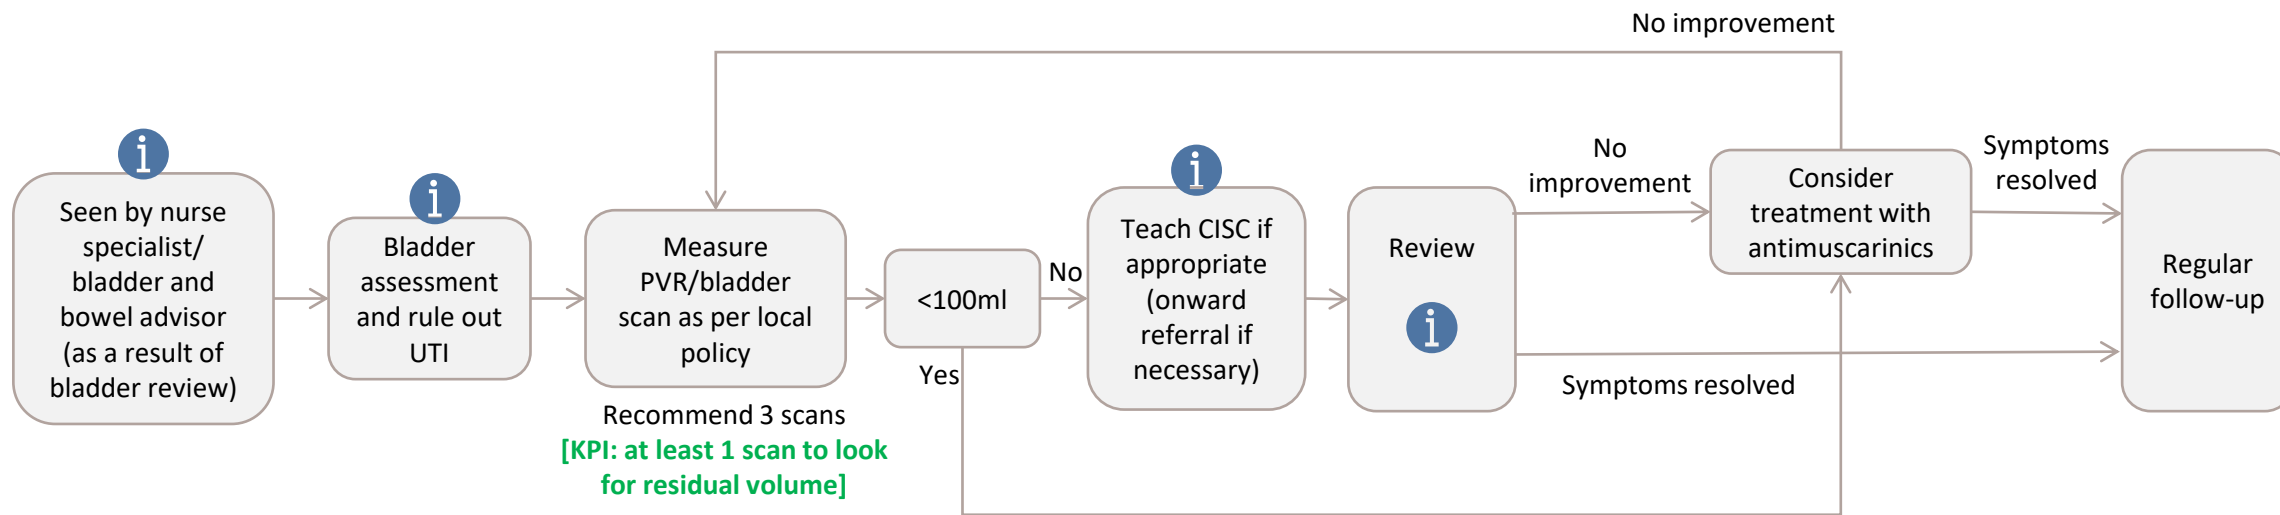 Seen by nurse
specialist/
bladder and
bowel advisor
(as a result of
bladder review)
Bladder
assessment
and rule out
UTI
Measure
PVR/bladder
scan as per local
policy
Recommend 3 scans
[KPI: at least 1 scan to look
for residual volume]
<100ml
No
Yes
Teach CISC if
appropriate
(onward
referral if
necessary)
Review
No
improvement
Symptoms resolved
Consider
treatment with
antimuscarinics
No improvement
Symptoms
resolved
Regular
follow-up
i
i
i
i